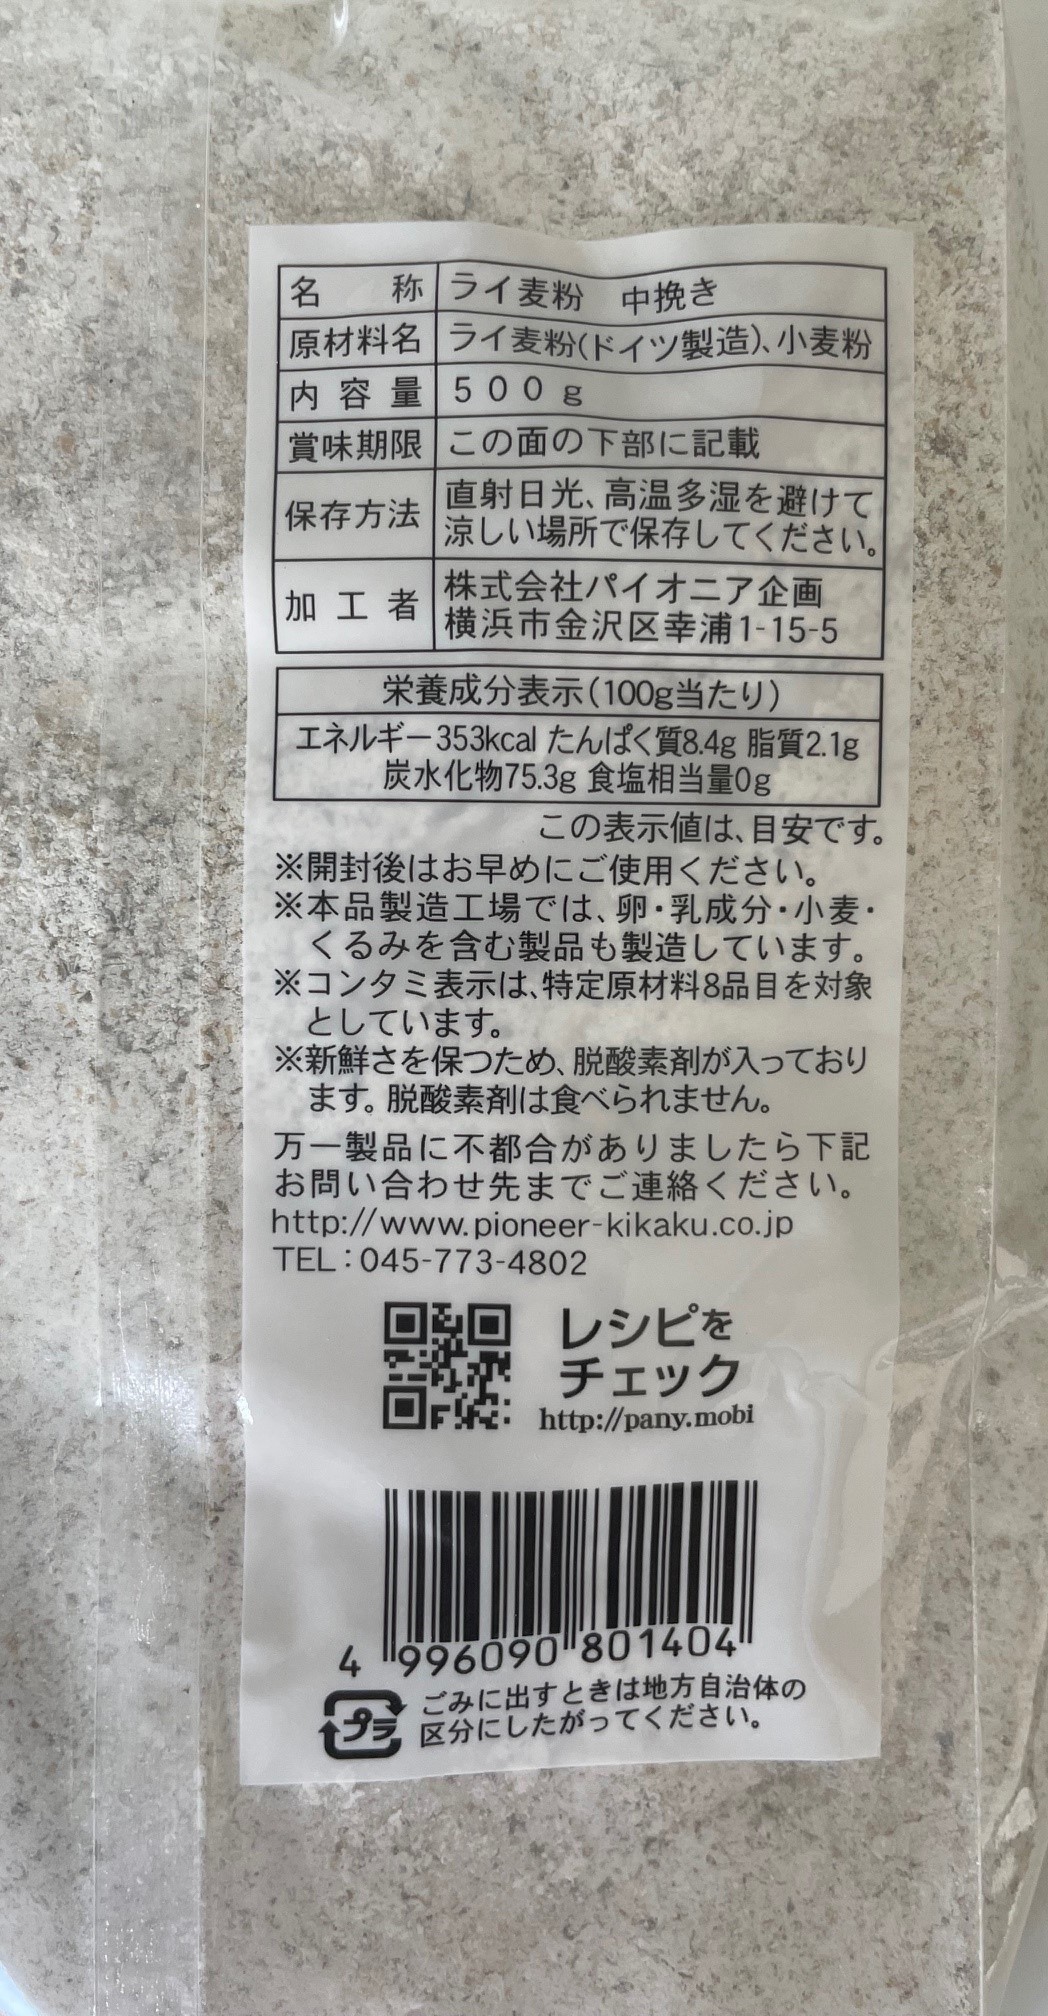 名　称 ライ麦粉　中挽き
原材料名 ライ麦粉(ドイツ製造)、小麦粉
内容量 500g
賞味期限 この面の下部に記載
保存方法 直射日光、高温多湿を避けて
涼しい場所で保存してください。
加工者 株式会社パイオニア企画
横浜市金沢区幸浦1-15-5
栄養成分表示(100g当たり)
エネルギー353kcal たんぱく質8.4g 脂質2.1g
炭水化物75.3g 食塩相当量0g
この表示値は、目安です。
※開封後はお早めにご使用ください。
※本品製造工場では、卵・乳成分・小麦・
くるみを含む製品も製造しています。
※コンタミ表示は、特定原材料8品目を対象
としています。
※新鮮さを保つため、脱酸素剤が入っており
ます。脱酸素剤は食べられません。
万一製品に不都合がありましたら下記
お問い合わせ先までご連絡ください。
http://www.pioneer-kikaku.co.jp
TEL:045-773-4802
レシピを
チェック
http://pany.mobi
4 996090 801404
プラ
ごみに出すときは地方自治体の
区分にしたがってください。